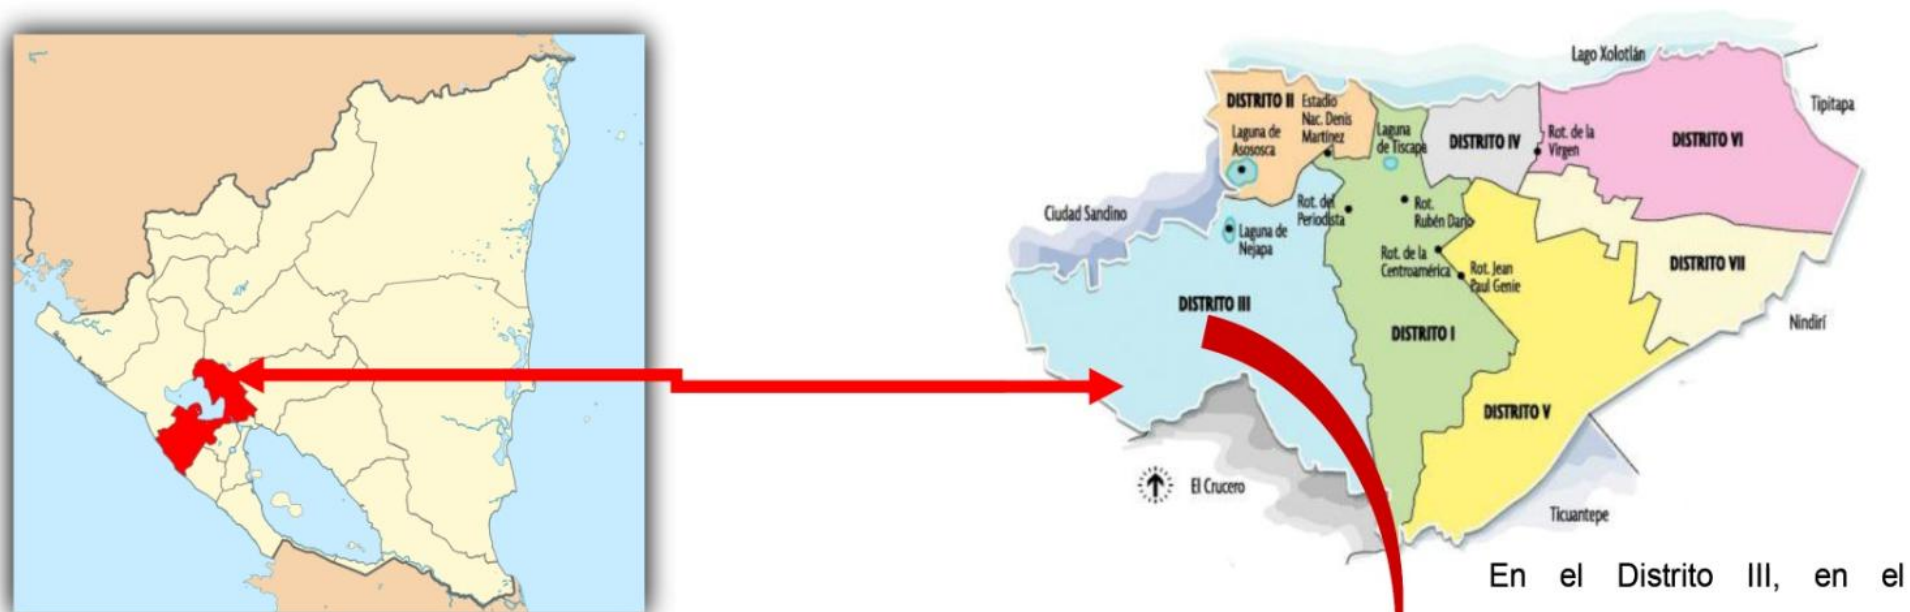 Lago Xolotlán
Tipitapa
DISTRITO II
Estadio
Nac. Denis
Martínez
Laguna de
Asososca
Laguna
de Tiscapa
DISTRITO IV
Rot. de la
Virgen
DISTRITO VI
Ciudad Sandino
Rot. del
Periodista
Rot.
Rubén Darío
Laguna de
Nejapa
Rot. de la
Centroamérica
Rot. Jean
Paul Genie
DISTRITO VII
DISTRITO III
DISTRITO I
Nindirí
DISTRITO V
El Crucero
Ticuantepe
En el Distrito III, en el